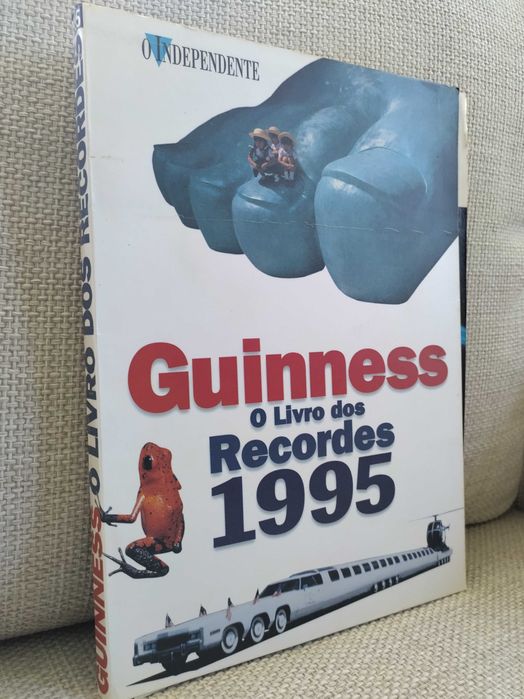 O INDEPENDENTE
Guinness
O Livro dos
Recordes
1995
GUINNESS O LIVRO DOS RECORDES